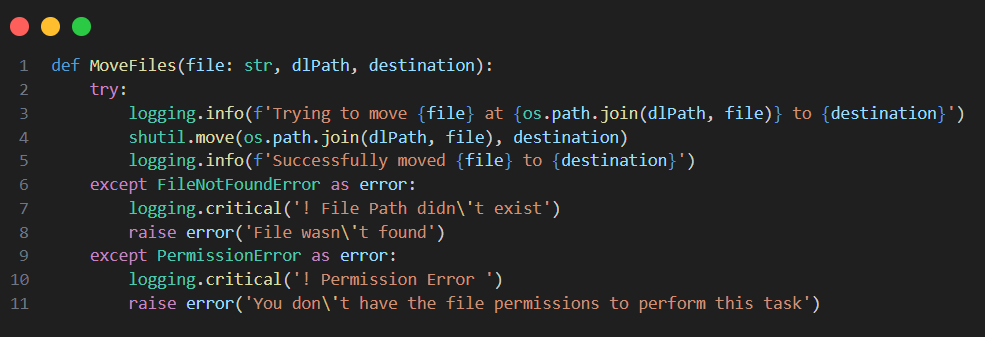 1 def MoveFiles(file: str, dlPath, destination):
2     try:
3         logging.info(f'Trying to move {file} at {os.path.join(dlPath, file)} to {destination}')
4         shutil.move(os.path.join(dlPath, file), destination)
5         logging.info(f'Successfully moved {file} to {destination}')
6     except FileNotFoundError as error:
7         logging.critical('! File Path didn\'t exist')
8         raise error('File wasn\'t found')
9     except PermissionError as error:
10         logging.critical('! Permission Error ')
11         raise error('You don\'t have the file permissions to perform this task')